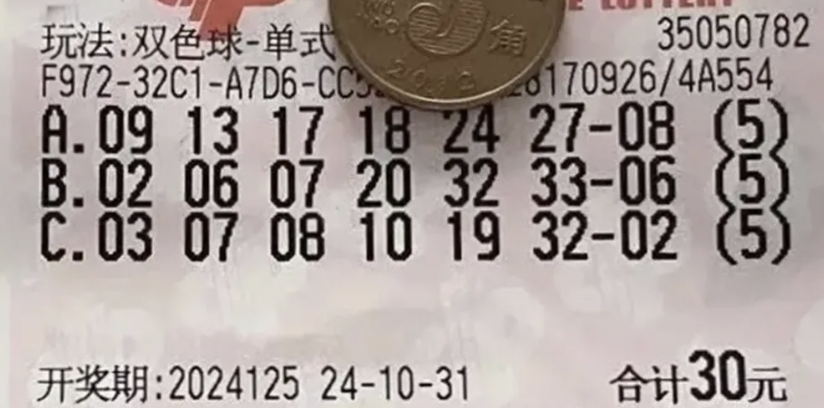 E LOTTERY
玩法:双色球-单式
35050782
F972-32C1-A7D6-CC 8170926/4A554
A.09 13 17 18 24 27-08 (5)
B.02 06 07 20 32 33-06 (5)
C.03 07 08 10 19 32-02 (5)
开奖期:2024125 24-10-31 合计30元
角